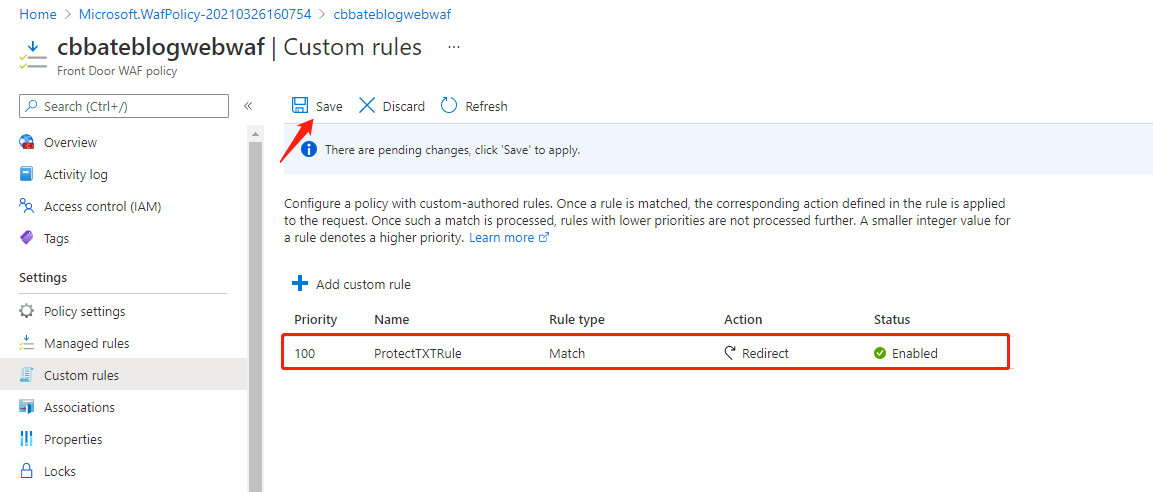 Home > Microsoft.WafPolicy-20210326160754 > cbbateblogwebwaf
cbbateblogwebwaf | Custom rules ...
Front Door WAF policy
Search (Ctrl+/) «
Save Discard Refresh
There are pending changes, click 'Save' to apply.
Overview
Activity log
Access control (IAM)
Tags
Settings
Policy settings
Managed rules
Custom rules
Associations
Properties
Locks
Configure a policy with custom-authored rules. Once a rule is matched, the corresponding action defined in the rule is applied
to the request. Once such a match is processed, rules with lower priorities are not processed further. A smaller integer value for
a rule denotes a higher priority. Learn more
Add custom rule
Priority Name Rule type Action Status
100 ProtectTXTRule Match Redirect Enabled